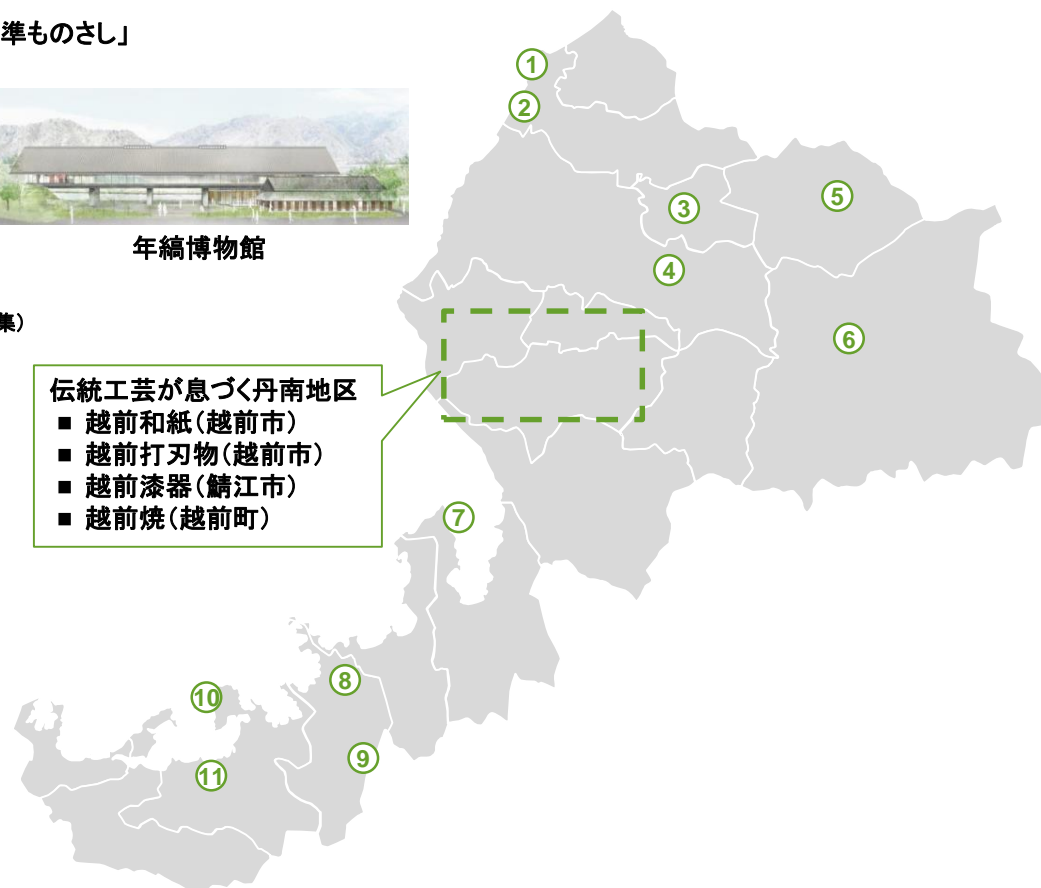 準ものさし」
年縞博物館
集）
伝統工芸が息づく丹南地区
■ 越前和紙（越前市）
■ 越前打刃物（越前市）
■ 越前漆器（鯖江市）
■ 越前焼（越前町）
①
②
③
④
⑤
⑥
⑦
⑧
⑨
⑩
⑪